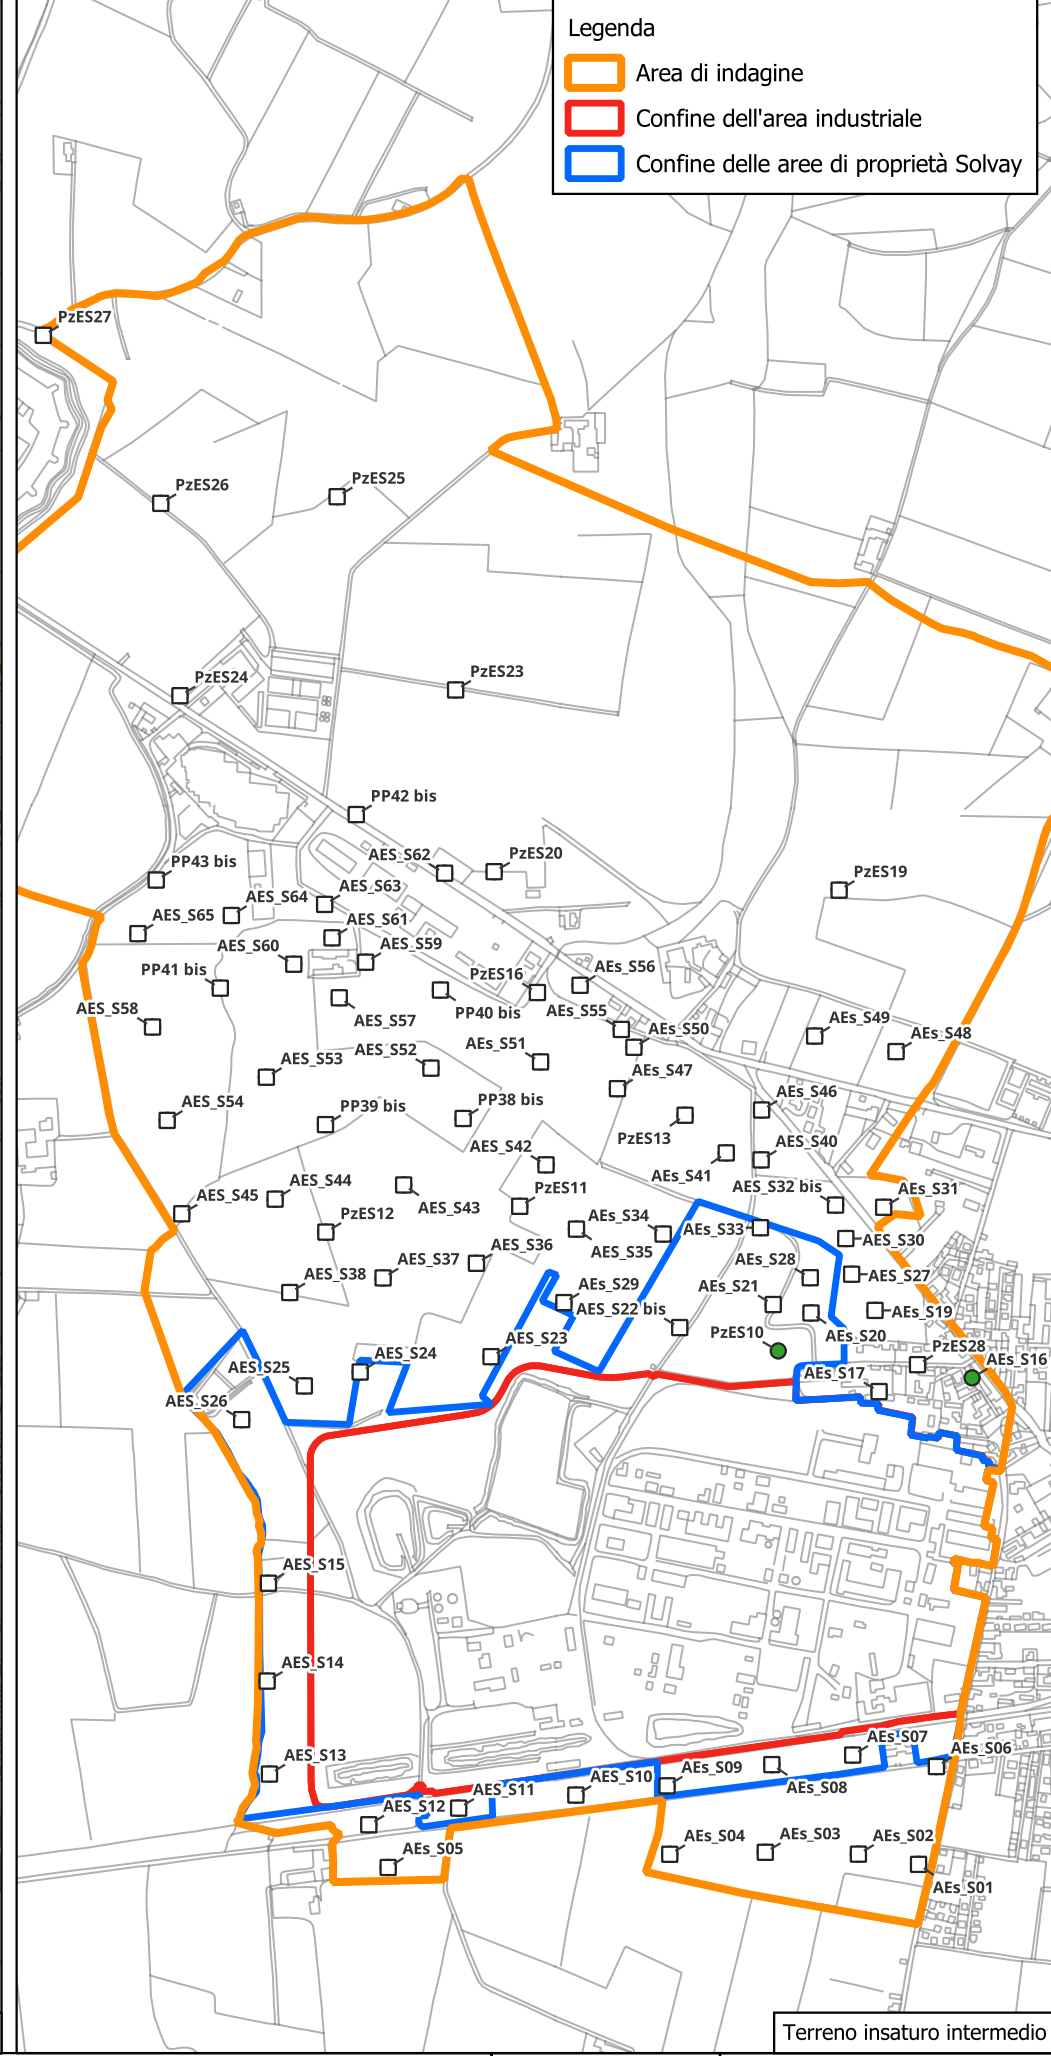 Legenda
Area di indagine
Confine dell'area industriale
Confine delle aree di proprietà Solvay
PzES27
PzES26
PzES25
PzES24
PzES23
PP42 bis
AES_S62
PzES20
PP43 bis
AES_S63
PzES19
AES_S64
AES_S65
AES_S61
AES_S60
AES_S59
PP41 bis
PzES16
AEs_S56
AES_S58
AES_S57
PP40 bis
AEs_S55
AEs_S50
AEs_S49
AEs_S48
AES_S53
AES_S52
AEs_S51
AEs_S47
AES_S54
PP39 bis
PP38 bis
PzES13
AEs_S46
AES_S42
AEs_S41
AES_S40
AES_S45
AES_S44
AES_S43
PzES11
AES_S32 bis
AEs_S31
PzES12
AEs_S34
AEs_S35
AEs_S33
AEs_S30
AES_S38
AES_S37
AES_S36
AES_S28
AEs_S27
AES_S29
AES_S22 bis
AES_S21
AEs_S19
AEs_S20
AES_S23
PzES10
PzES28
AES_S24
AES_S25
AEs_S16
AES_S26
AEs_S17
AES_S15
AES_S14
AES_S13
AEs_S07
AEs_S06
AES_S12
AES_S11
AES_S10
AEs_S09
AEs_S08
AEs_S05
AEs_S04
AEs_S03
AEs_S02
AEs_S01
Terreno insaturo intermedio